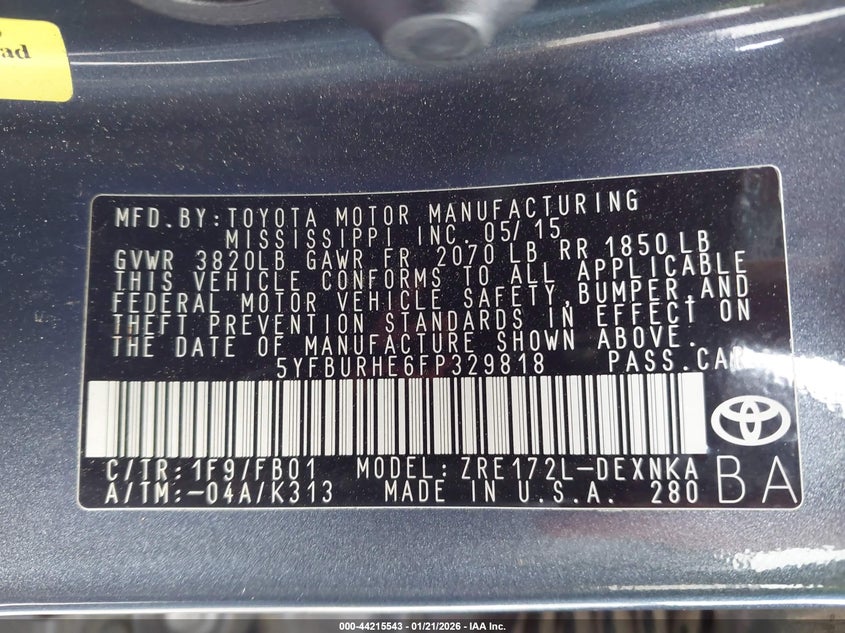 ad
MFD.BY:TOYOTA MOTOR MANUFACTURING
MISSISSIPPI INC. 05/15
GVWR 3820LB GAWR FR 2070 LB RR 1850LB
THIS VEHICLE CONFORMS TO ALL APPLICABLE
FEDERAL MOTOR VEHICLE SAFETY,BUMPER,AND
THEFT PREVENTION STANDARDS IN EFFECT ON
THE DATE OF MANUFACTURE SHOWN ABOVE.
5YFBURHE6FP329818 PASS.CAR
C/TR:1F9/FB01 MODEL:ZRE172L-DEXNKA
A/TM:-04A/K313 MADE IN U.S.A. 280
BA
000-44215543 - 01/21/2026 - IAA Inc.